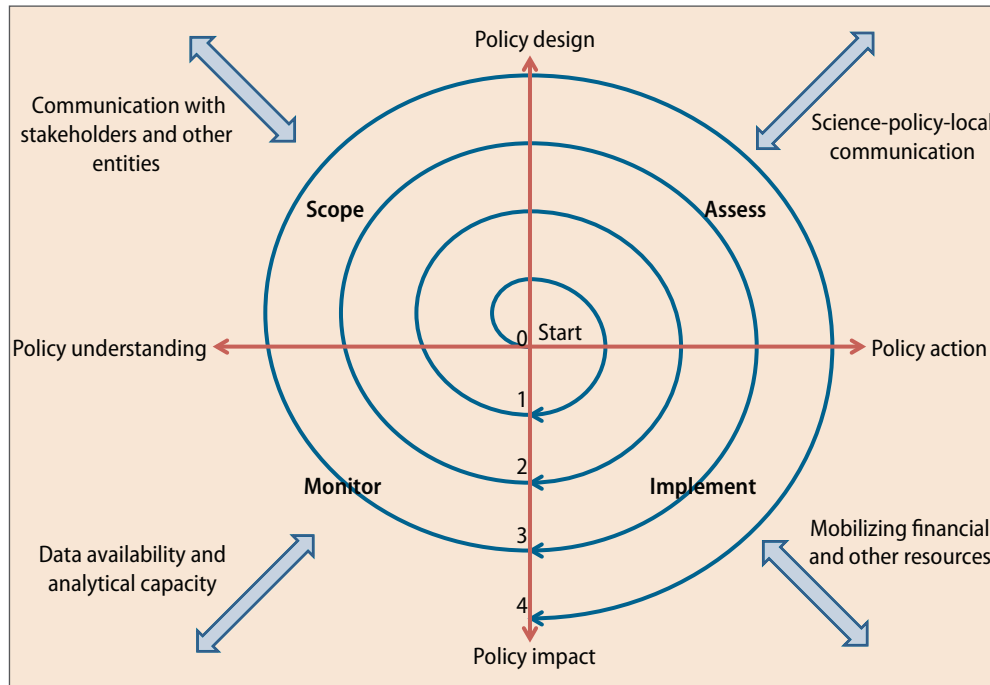 Policy design
Communication with
stakeholders and other
entities
Science-policy-local
communication
Scope
Assess
0
Start
Policy understanding
Policy action
1
2
Monitor
Implement
3
Data availability and
analytical capacity
Mobilizing financial
and other resources
4
Policy impact